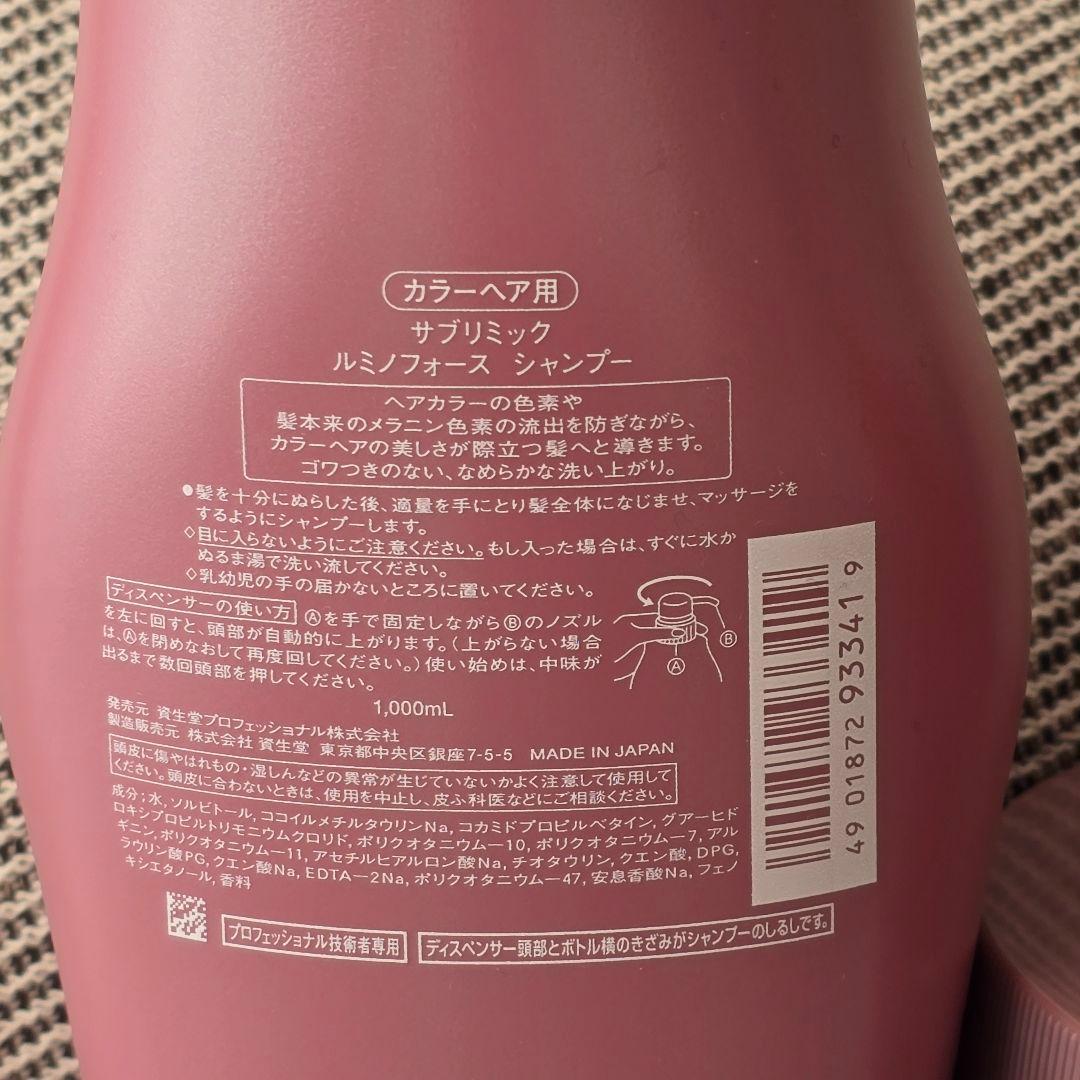 カラーヘア用
サブリミック
ルミノフォース シャンプー
ヘアカラーの色素や
髪本来のメラニン色素の流出を防ぎながら、
カラーヘアの美しさが際立つ髪へと導きます。
ゴワつきのない、なめらかな洗い上がり。
●髪を十分にぬらした後、適量を手にとり髪全体になじませ、マッサージを
するようにシャンプーします。
◇目に入らないようにご注意ください。もし入った場合は、すぐに水か
ぬるま湯で洗い流してください。
◇乳幼児の手の届かないところに置いてください。
ディスペンサーの使い方 Ⓐを手で固定しながらⒷのノズル
を左に回すと、頭部が自動的に上がります。(上がらない場合
は、Ⓐを閉めなおして再度回してください。)使い始めは、中味が
出るまで数回頭部を押してください。
Ⓐ
Ⓑ
1,000mL
発売元 資生堂プロフェッショナル株式会社
製造販売元 株式会社 資生堂 東京都中央区銀座7-5-5 MADE IN JAPAN
頭皮に傷やはれもの・湿しんなどの異常が生じていないかよく注意して使用して
ください。頭皮に合わないときは、使用を中止し、皮ふ科医などにご相談ください。
成分;水,ソルビトール,ココイルメチルタウリンNa,コカミドプロピルベタイン,グアーヒド
ロキシプロピルトリモニウムクロリド,ポリクオタニウムー10,ポリクオタニウムー7,アル
ギニン,ポリクオタニウムー11,アセチルヒアルロン酸Na,チオタウリン,クエン酸,DPG,
ラウリン酸PG,クエン酸Na,EDTAー2Na,ポリクオタニウムー47,安息香酸Na,フェノ
キシエタノール,香料
プロフェッショナル技術者専用
ディスペンサー頭部とボトル横のきざみがシャンプーのしるしです。
49 01872 93341 9